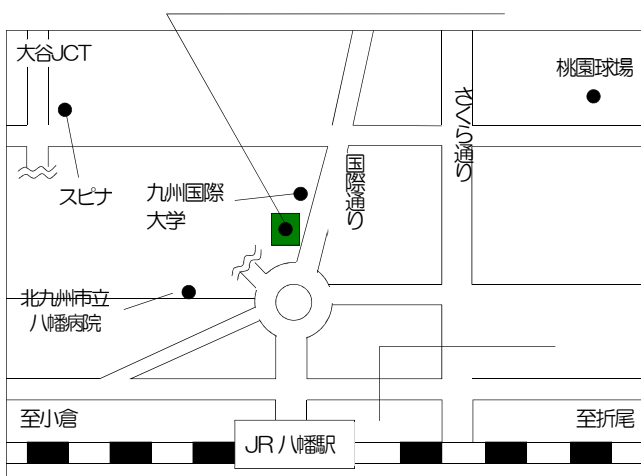 大谷JCT
桃園球場
さくら通り
国際通り
スピナ
九州国際
大学
北九州市立
八幡病院
至小倉
至折尾
JR 八幡駅